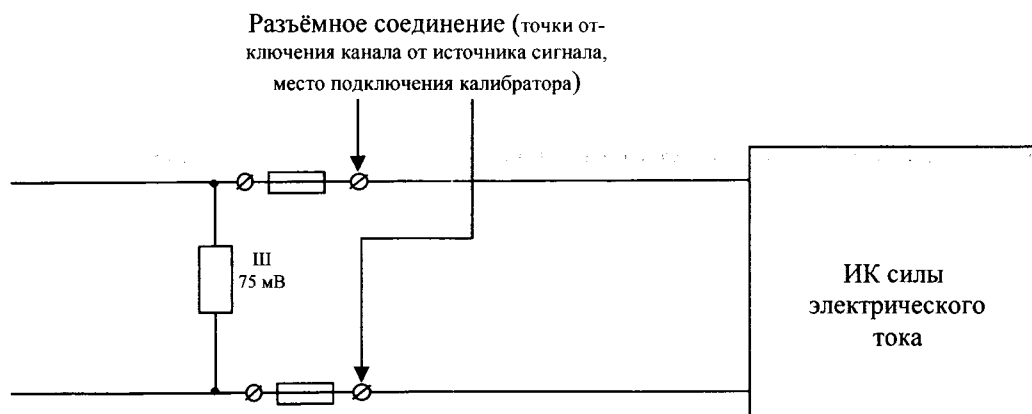 Разъёмное соединение (точки от-
ключения канала от источника сигнала,
место подключения калибратора)
Ш
75 мВ
ИК силы
электрического
тока